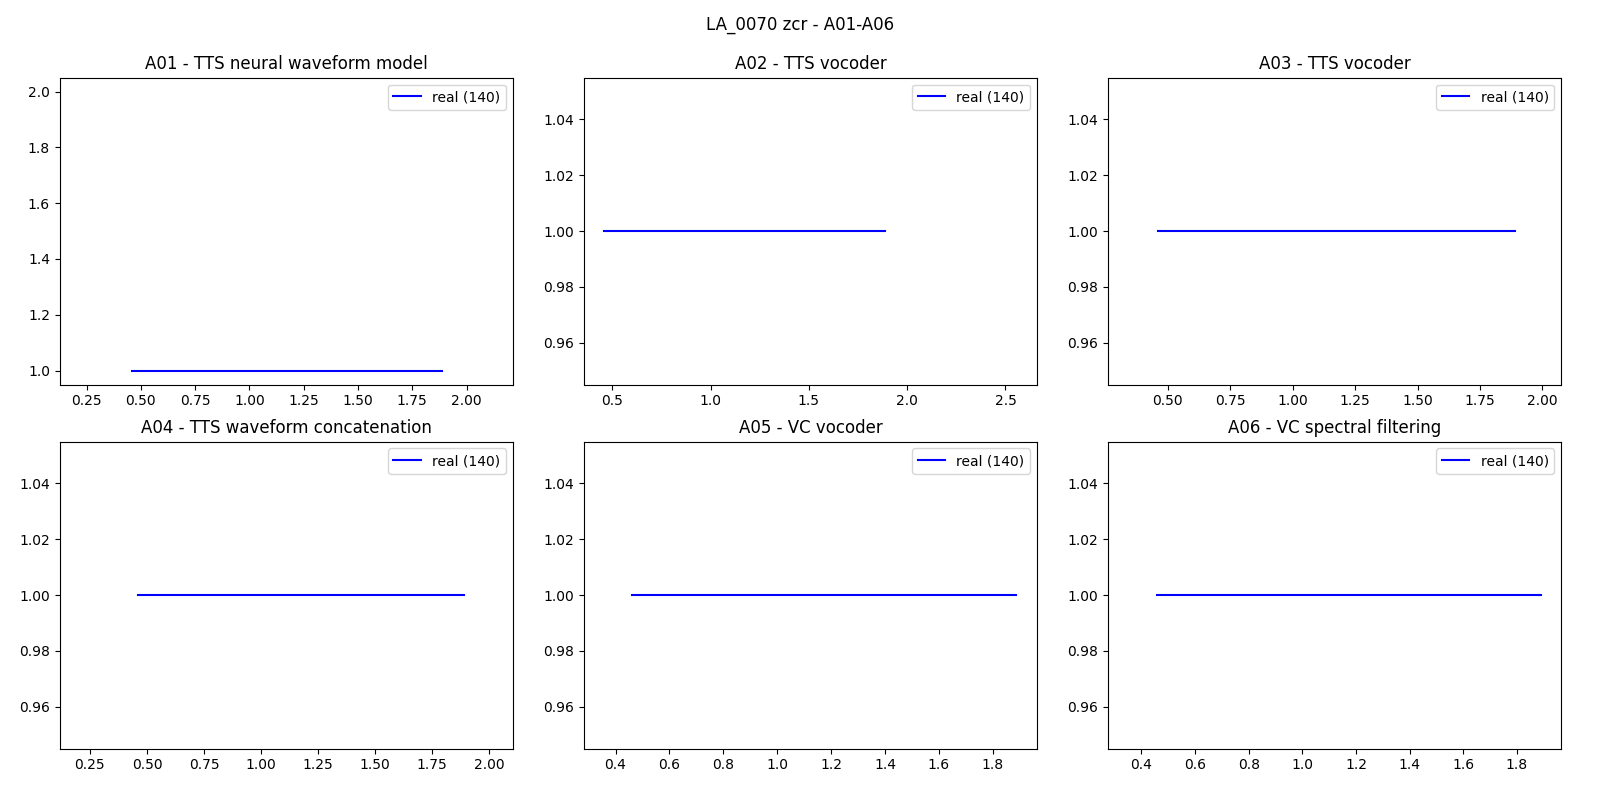 LA_0070 zcr - A01-A06
A01 - TTS neural waveform model
real (140)
2.0
1.8
1.6
1.4
1.2
1.0
0.25 0.50 0.75 1.00 1.25 1.50 1.75 2.00
A02 - TTS vocoder
real (140)
1.04
1.02
1.00
0.98
0.96
0.5 1.0 1.5 2.0 2.5
A03 - TTS vocoder
real (140)
1.04
1.02
1.00
0.98
0.96
0.50 0.75 1.00 1.25 1.50 1.75 2.00
A04 - TTS waveform concatenation
real (140)
1.04
1.02
1.00
0.98
0.96
0.25 0.50 0.75 1.00 1.25 1.50 1.75 2.00
A05 - VC vocoder
real (140)
1.04
1.02
1.00
0.98
0.96
0.4 0.6 0.8 1.0 1.2 1.4 1.6 1.8
A06 - VC spectral filtering
real (140)
1.04
1.02
1.00
0.98
0.96
0.4 0.6 0.8 1.0 1.2 1.4 1.6 1.8